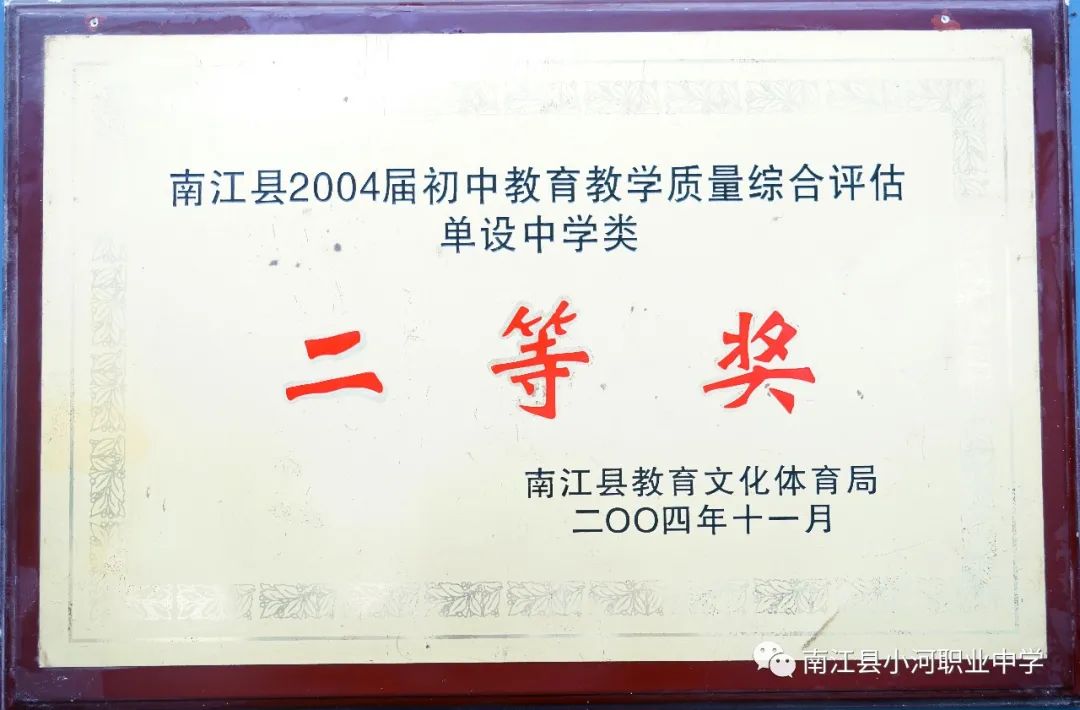 南江县2004届初中教育教学质量综合评估
单设中学类
二等奖
南江县教育文化体育局
二〇〇四年十一月
南江县小河职业中学